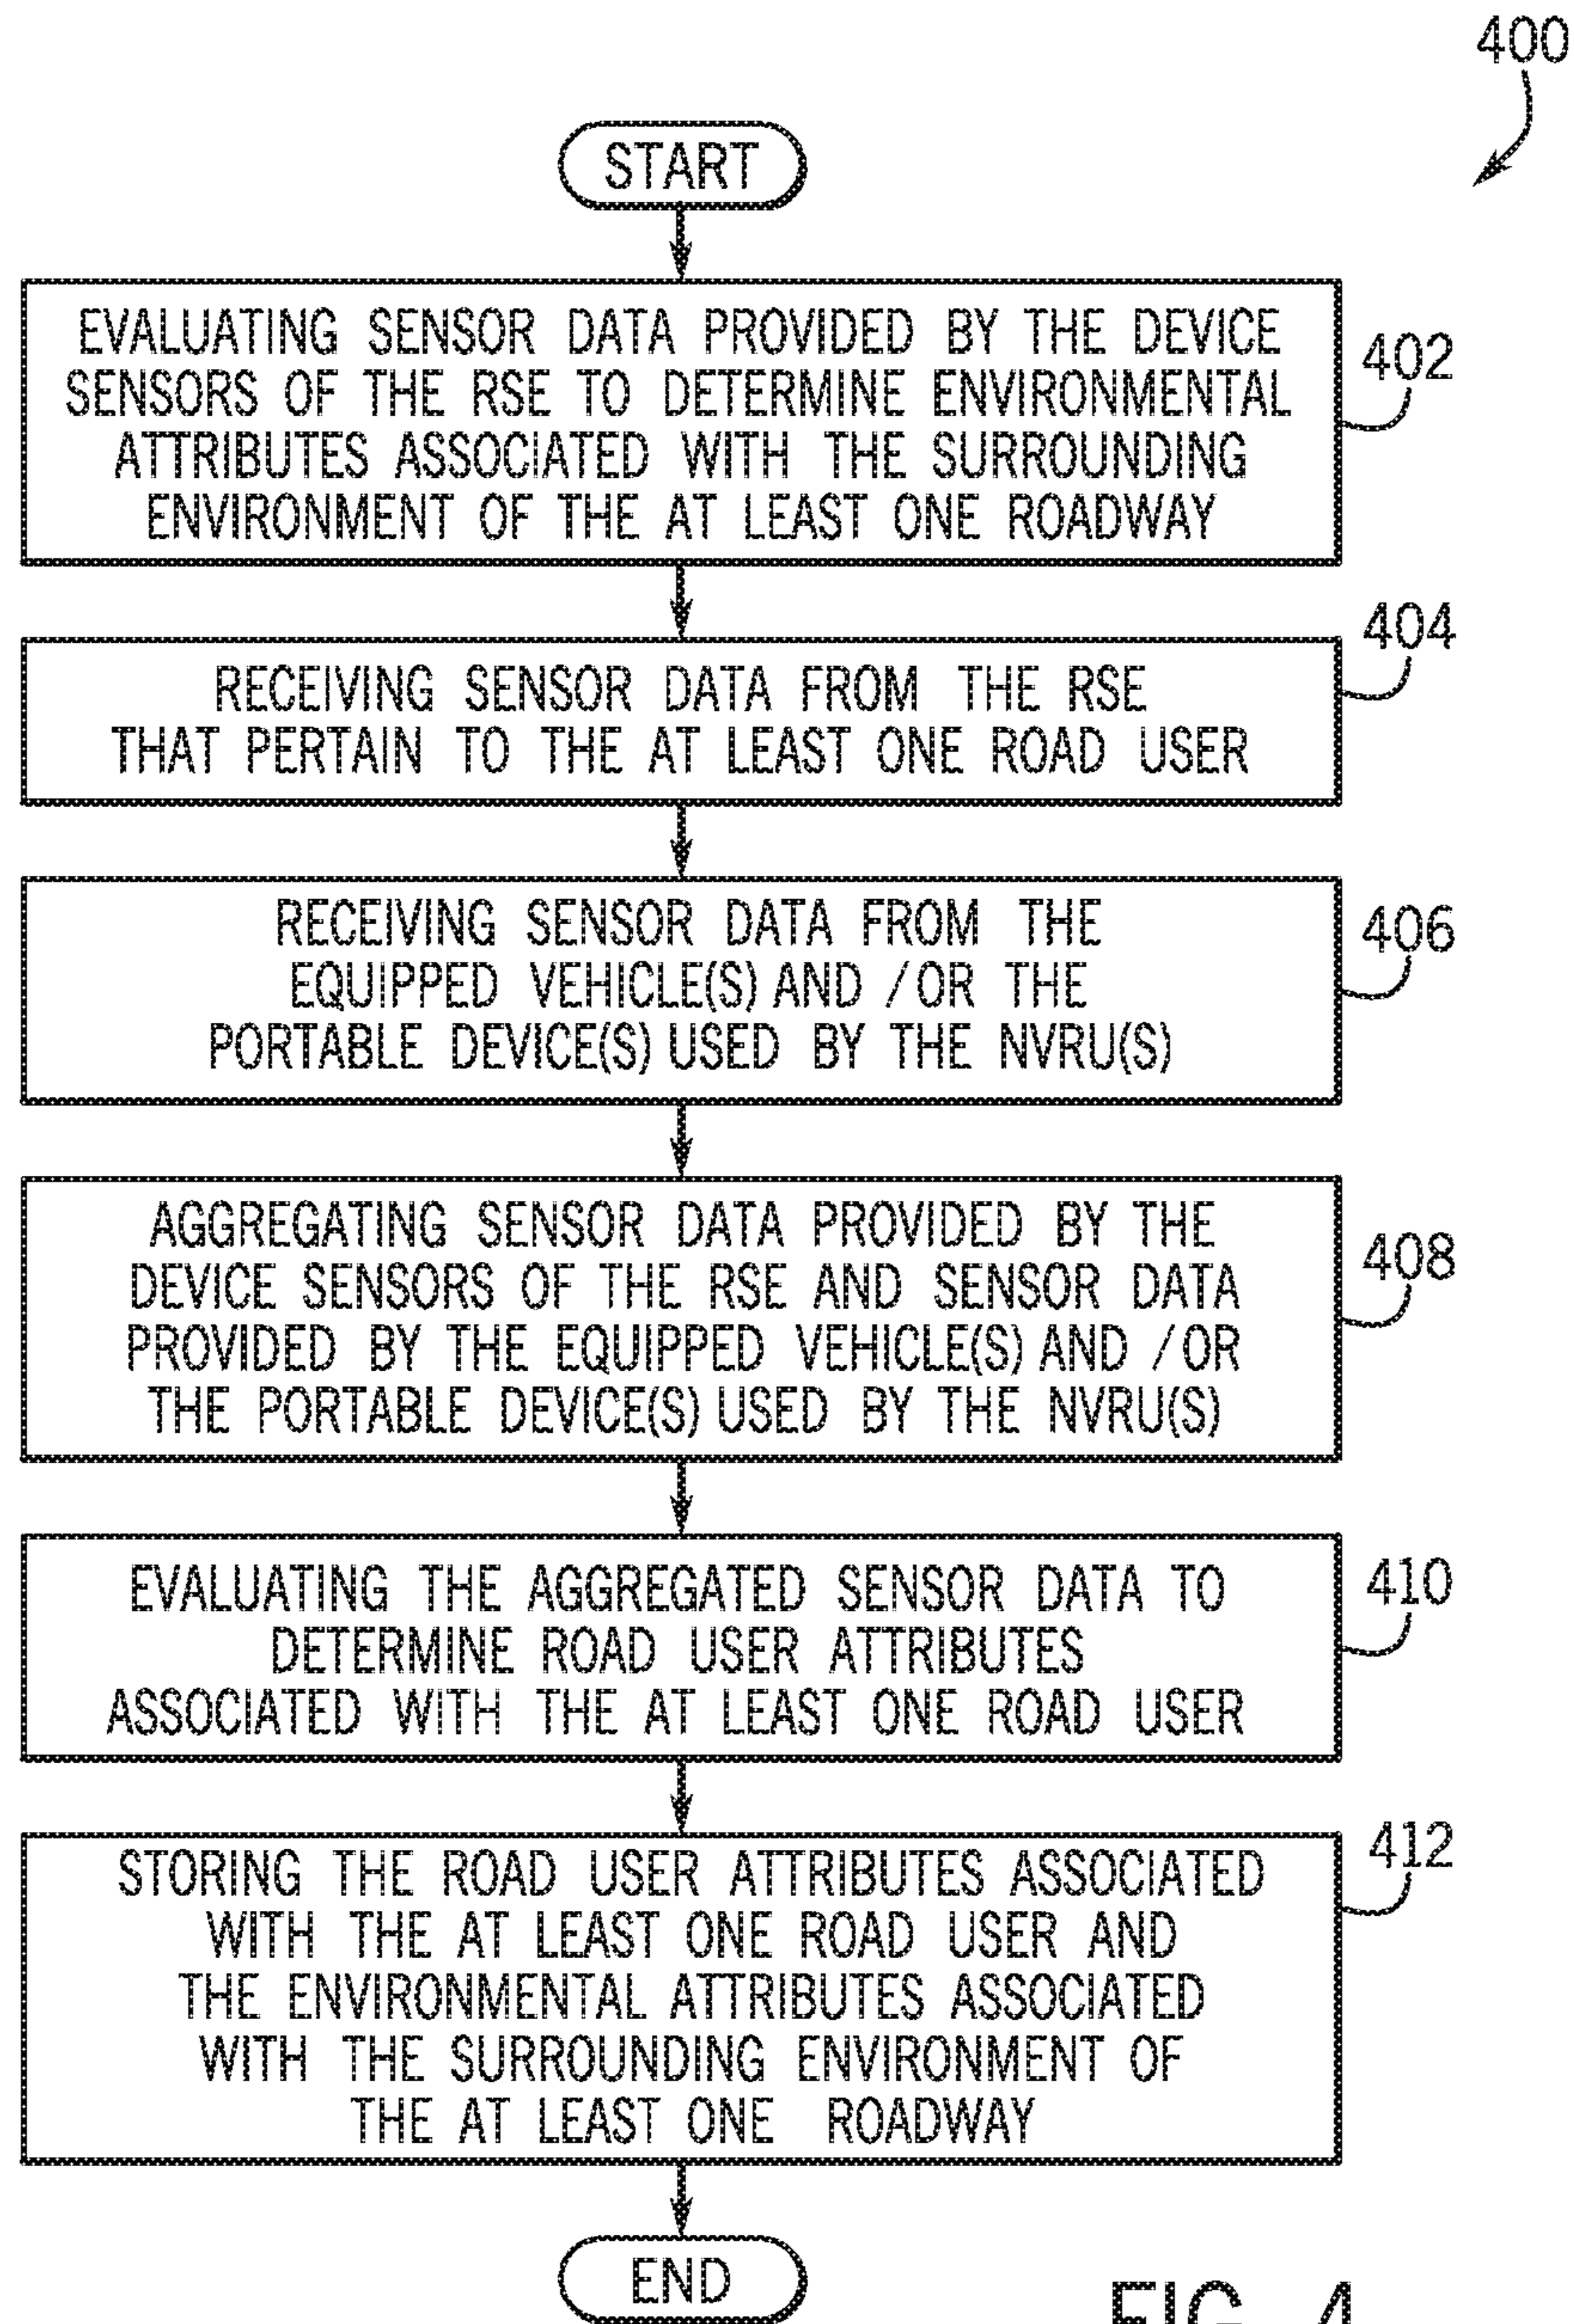 400
START
EVALUATING SENSOR DATA PROVIDED BY THE DEVICE
SENSORS OF THE RSE TO DETERMINE ENVIRONMENTAL
ATTRIBUTES ASSOCIATED WITH THE SURROUNDING
ENVIRONMENT OF THE AT LEAST ONE ROADWAY
402
RECEIVING SENSOR DATA FROM THE RSE
THAT PERTAIN TO THE AT LEAST ONE ROAD USER
404
RECEIVING SENSOR DATA FROM THE
EQUIPPED VEHICLE(S) AND /OR THE
PORTABLE DEVICE(S) USED BY THE NVRU(S)
406
AGGREGATING SENSOR DATA PROVIDED BY THE
DEVICE SENSORS OF THE RSE AND SENSOR DATA
PROVIDED BY THE EQUIPPED VEHICLE(S) AND /OR
THE PORTABLE DEVICE(S) USED BY THE NVRU(S)
408
EVALUATING THE AGGREGATED SENSOR DATA TO
DETERMINE ROAD USER ATTRIBUTES
ASSOCIATED WITH THE AT LEAST ONE ROAD USER
410
STORING THE ROAD USER ATTRIBUTES ASSOCIATED
WITH THE AT LEAST ONE ROAD USER AND
THE ENVIRONMENTAL ATTRIBUTES ASSOCIATED
WITH THE SURROUNDING ENVIRONMENT OF
THE AT LEAST ONE ROADWAY
412
END
FIG. 4